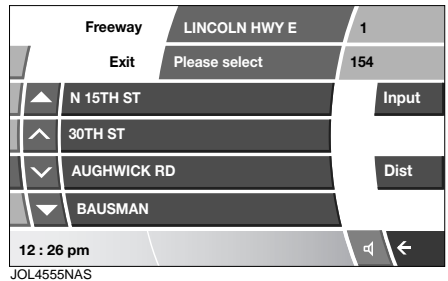 Freeway LINCOLN HWY E 1
Exit Please select 154
N 15TH ST Input
30TH ST
AUGHWICK RD Dist
BAUSMAN
12 : 26 pm
JOL4555NAS